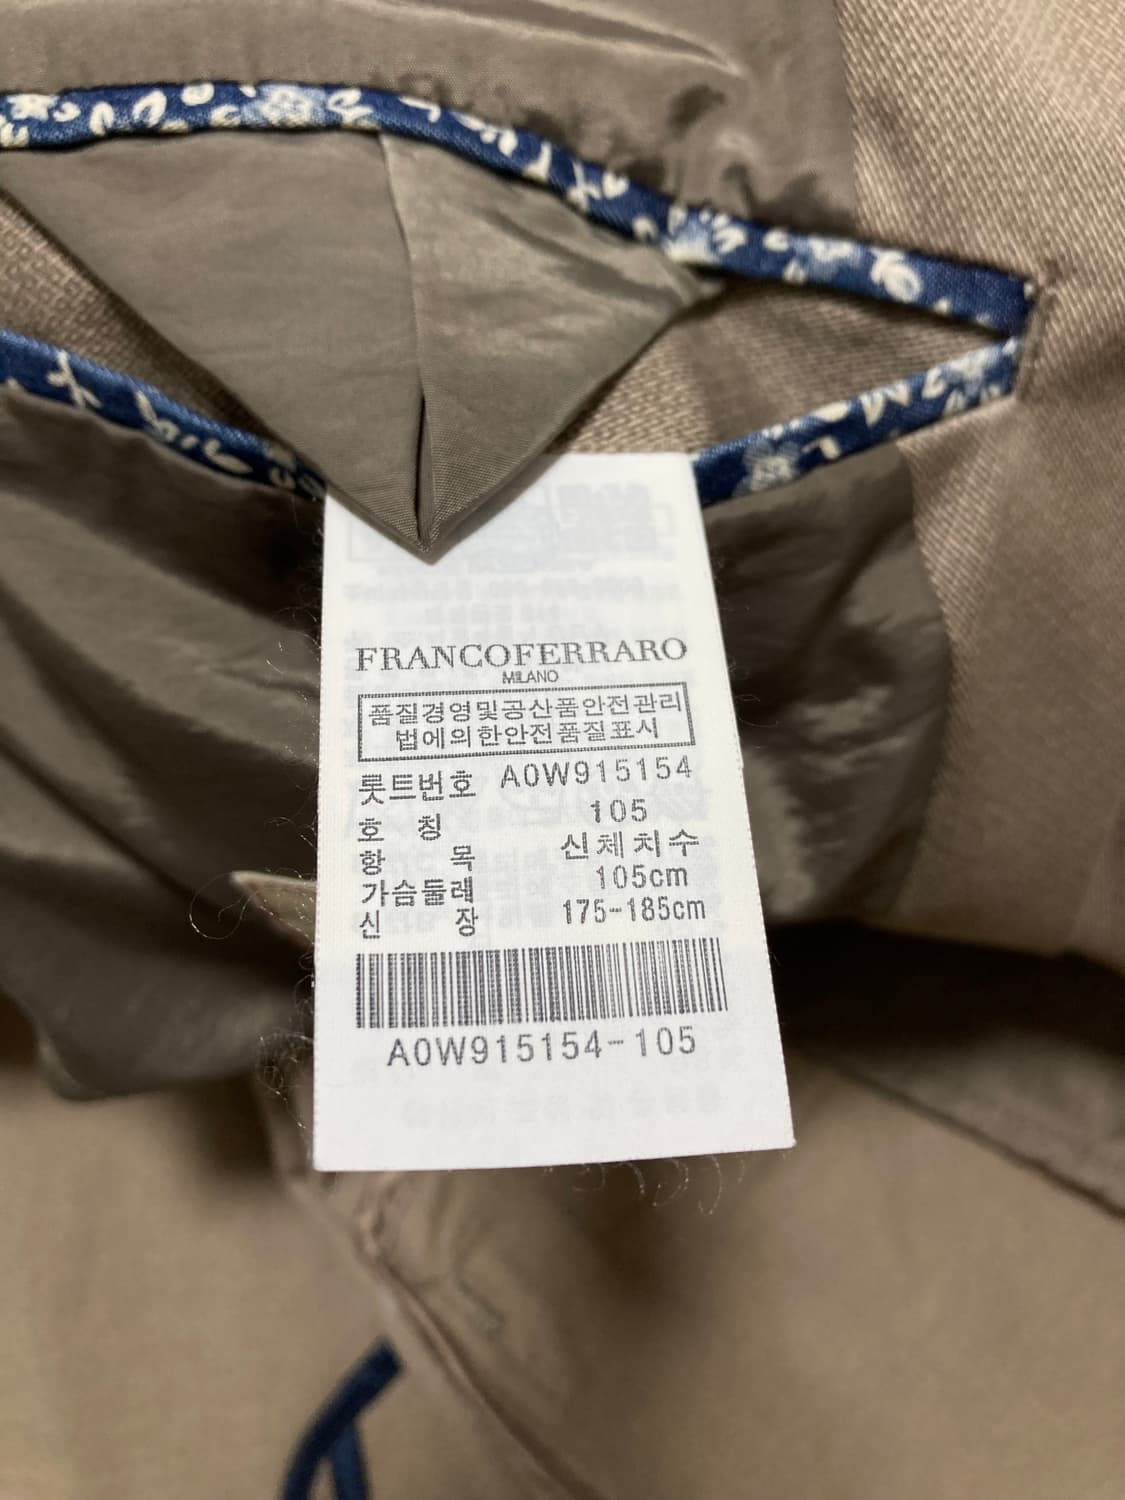 FRANCOFERRARO
MILANO
품질경영및공산품안전관리
법에의한안전품질표시
롯트번호 A0W915154
호 칭 105
항 목 신체치수
가슴둘레 105cm
신 장 175-185cm
A0W915154-105